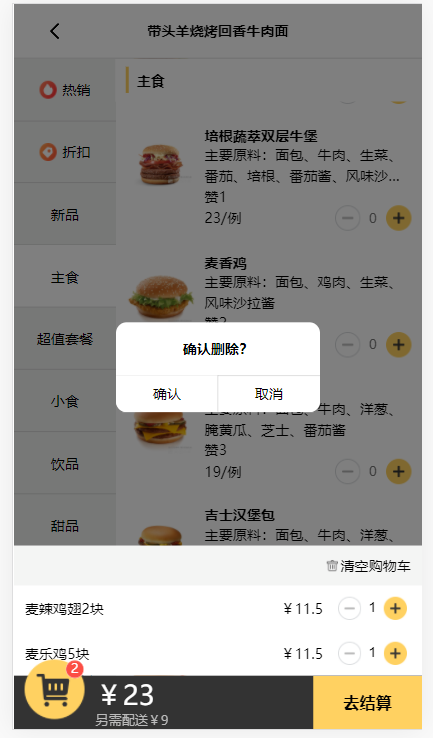 带头羊烧烤回香牛肉面
热销
折扣
新品
主食
超值套餐
小食
饮品
甜品
主食
培根蔬萃双层牛堡
主要原料：面包、牛肉、生菜、
番茄、培根、番茄酱、风味沙...
赞1
23/例
0
麦香鸡
主要原料：面包、鸡肉、生菜、
风味沙拉酱
0
确认删除?
确认 取消
主要原料：面包、牛肉、洋葱、
腌黄瓜、芝士、番茄酱
赞3
19/例
0
吉士汉堡包
主要原料：面包、牛肉、洋葱、
清空购物车
麦辣鸡翅2块 ￥11.5 1
麦乐鸡5块 ￥11.5 1
2
￥23
另需配送￥9
去结算